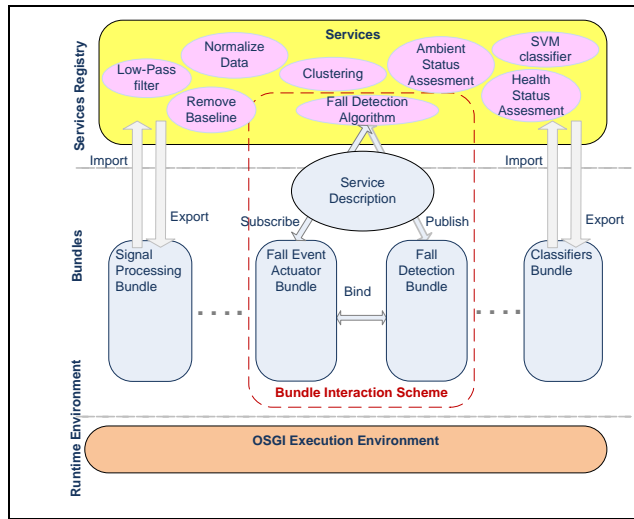 Services Registry
Services
Low-Pass
filter
Normalize
Data
Remove
Baseline
Clustering
Fall Detection
Algorithm
Ambient
Status
Assesment
SVM
classifier
Health
Status
Assesment
Import
Export
Service
Description
Subscribe
Publish
Import
Export
Bundles
Signal
Processing
Bundle
Fall Event
Actuator
Bundle
Bind
Fall
Detection
Bundle
Classifiers
Bundle
Bundle Interaction Scheme
Runtime Environment
OSGI Execution Environment